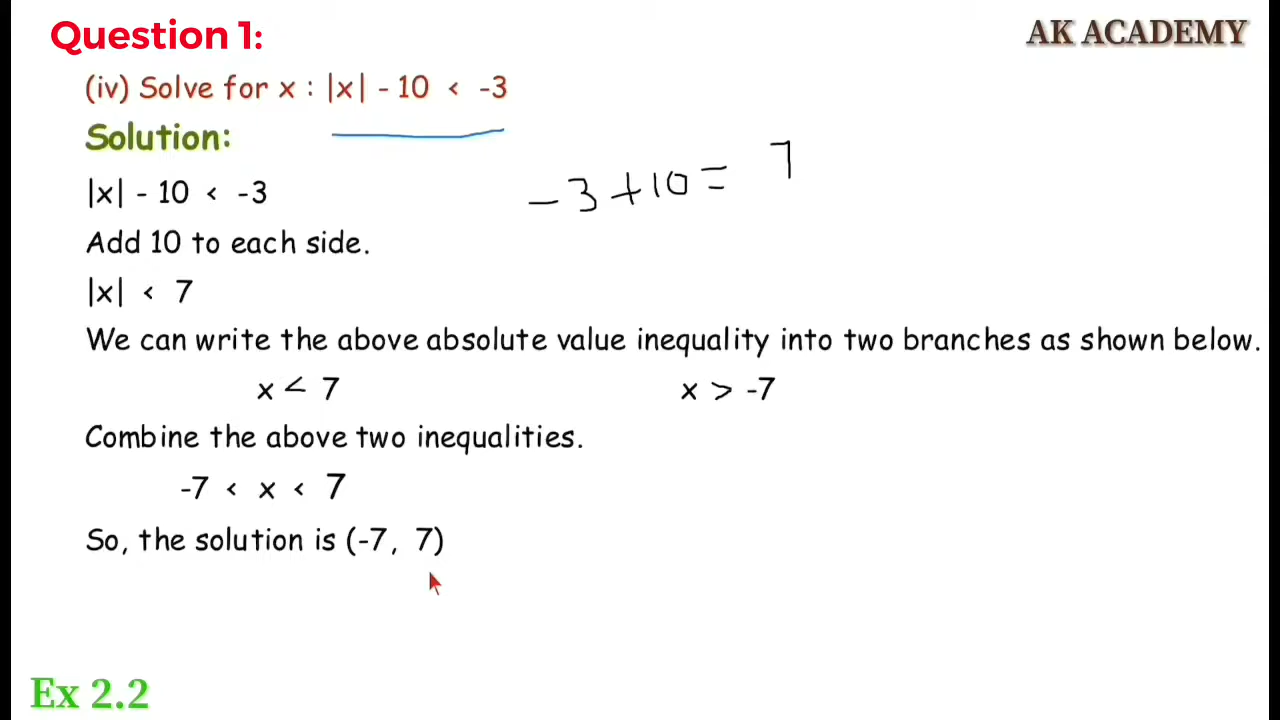 Question 1:
AK ACADEMY
(iv) Solve for x : |x| - 10 < -3
Solution:
|x| - 10 < -3
-3 + 10 = 7
Add 10 to each side.
|x| < 7
We can write the above absolute value inequality into two branches as shown below.
x < 7 x > -7
Combine the above two inequalities.
-7 < x < 7
So, the solution is (-7, 7)
Ex 2.2